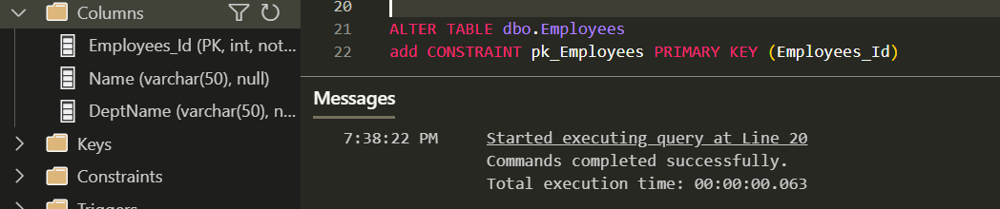 Columns
Employees_Id (PK, int, not...
Name (varchar(50), null)
DeptName (varchar(50), n...
Keys
Constraints
Triggers
20
21 ALTER TABLE dbo.Employees
22 add CONSTRAINT pk_Employees PRIMARY KEY (Employees_Id)
Messages
7:38:22 PM Started executing query at Line 20
Commands completed successfully.
Total execution time: 00:00:00.063